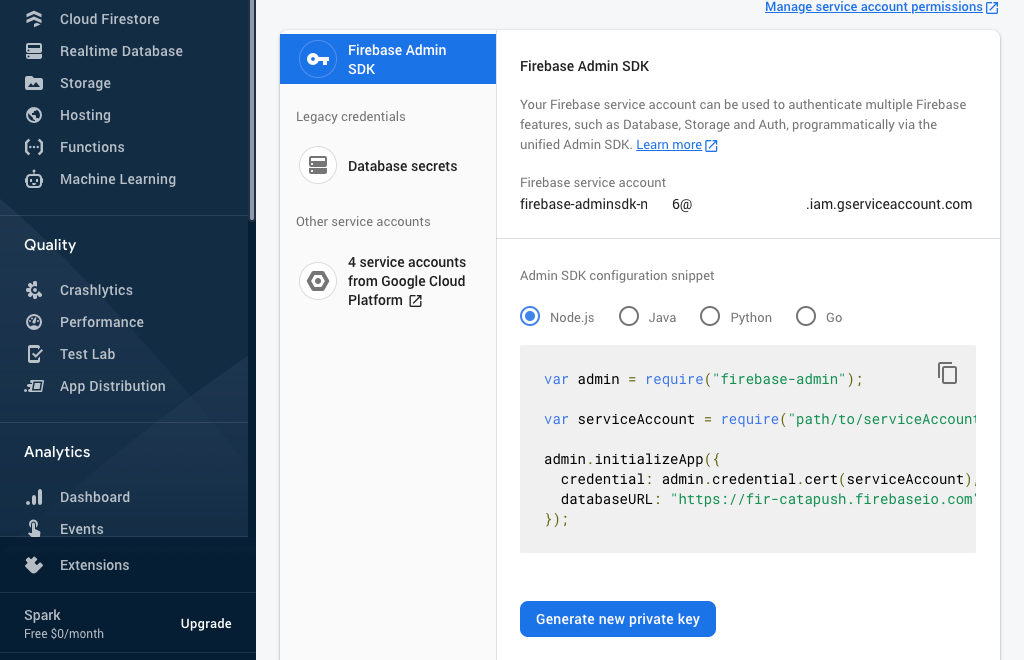 Cloud Firestore
Realtime Database
Storage
Hosting
Functions
Machine Learning
Quality
Crashlytics
Performance
Test Lab
App Distribution
Analytics
Dashboard
Events
Extensions
Spark
Free $0/month
Upgrade
Manage service account permissions
Firebase Admin
SDK
Legacy credentials
Database secrets
Other service accounts
4 service accounts
from Google Cloud
Platform
Firebase Admin SDK
Your Firebase service account can be used to authenticate multiple Firebase
features, such as Database, Storage and Auth, programmatically via the
unified Admin SDK. Learn more
Firebase service account
firebase-adminsdk-n 6@ .iam.gserviceaccount.com
Admin SDK configuration snippet
Node.js Java Python Go
var admin = require("firebase-admin");
var serviceAccount = require("path/to/serviceAccount
admin.initializeApp({
credential: admin.credential.cert(serviceAccount),
databaseURL: "https://fir-catapush.firebaseio.com"
});
Generate new private key